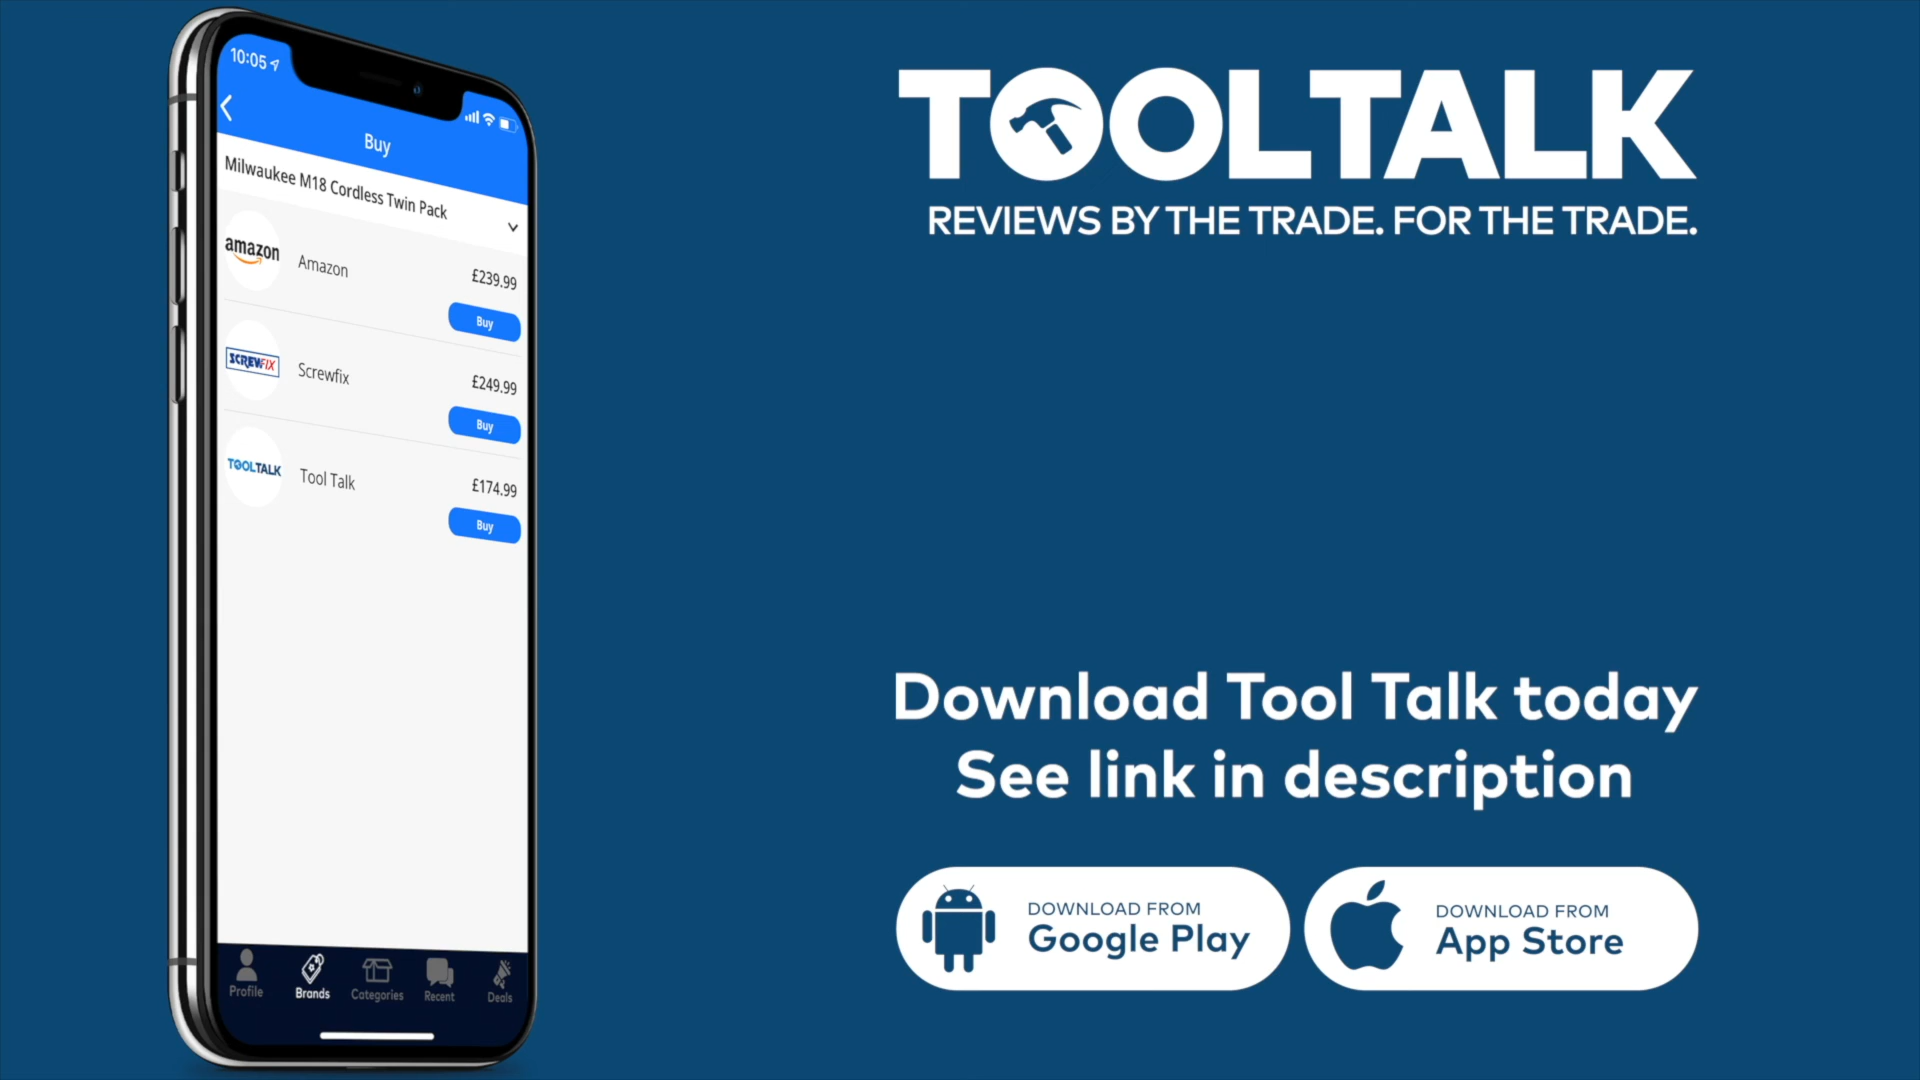 10:05
Buy
Milwaukee M18 Cordless Twin Pack
amazon
Amazon
£239.99
Buy
SCREWFIX
Screwfix
£249.99
Buy
TOOLTALK
Tool Talk
£174.99
Buy
Profile
Brands
Categories
Recent
Deals
TOOLTALK
REVIEWS BY THE TRADE. FOR THE TRADE.
Download Tool Talk today
See link in description
DOWNLOAD FROM
Google Play
DOWNLOAD FROM
App Store